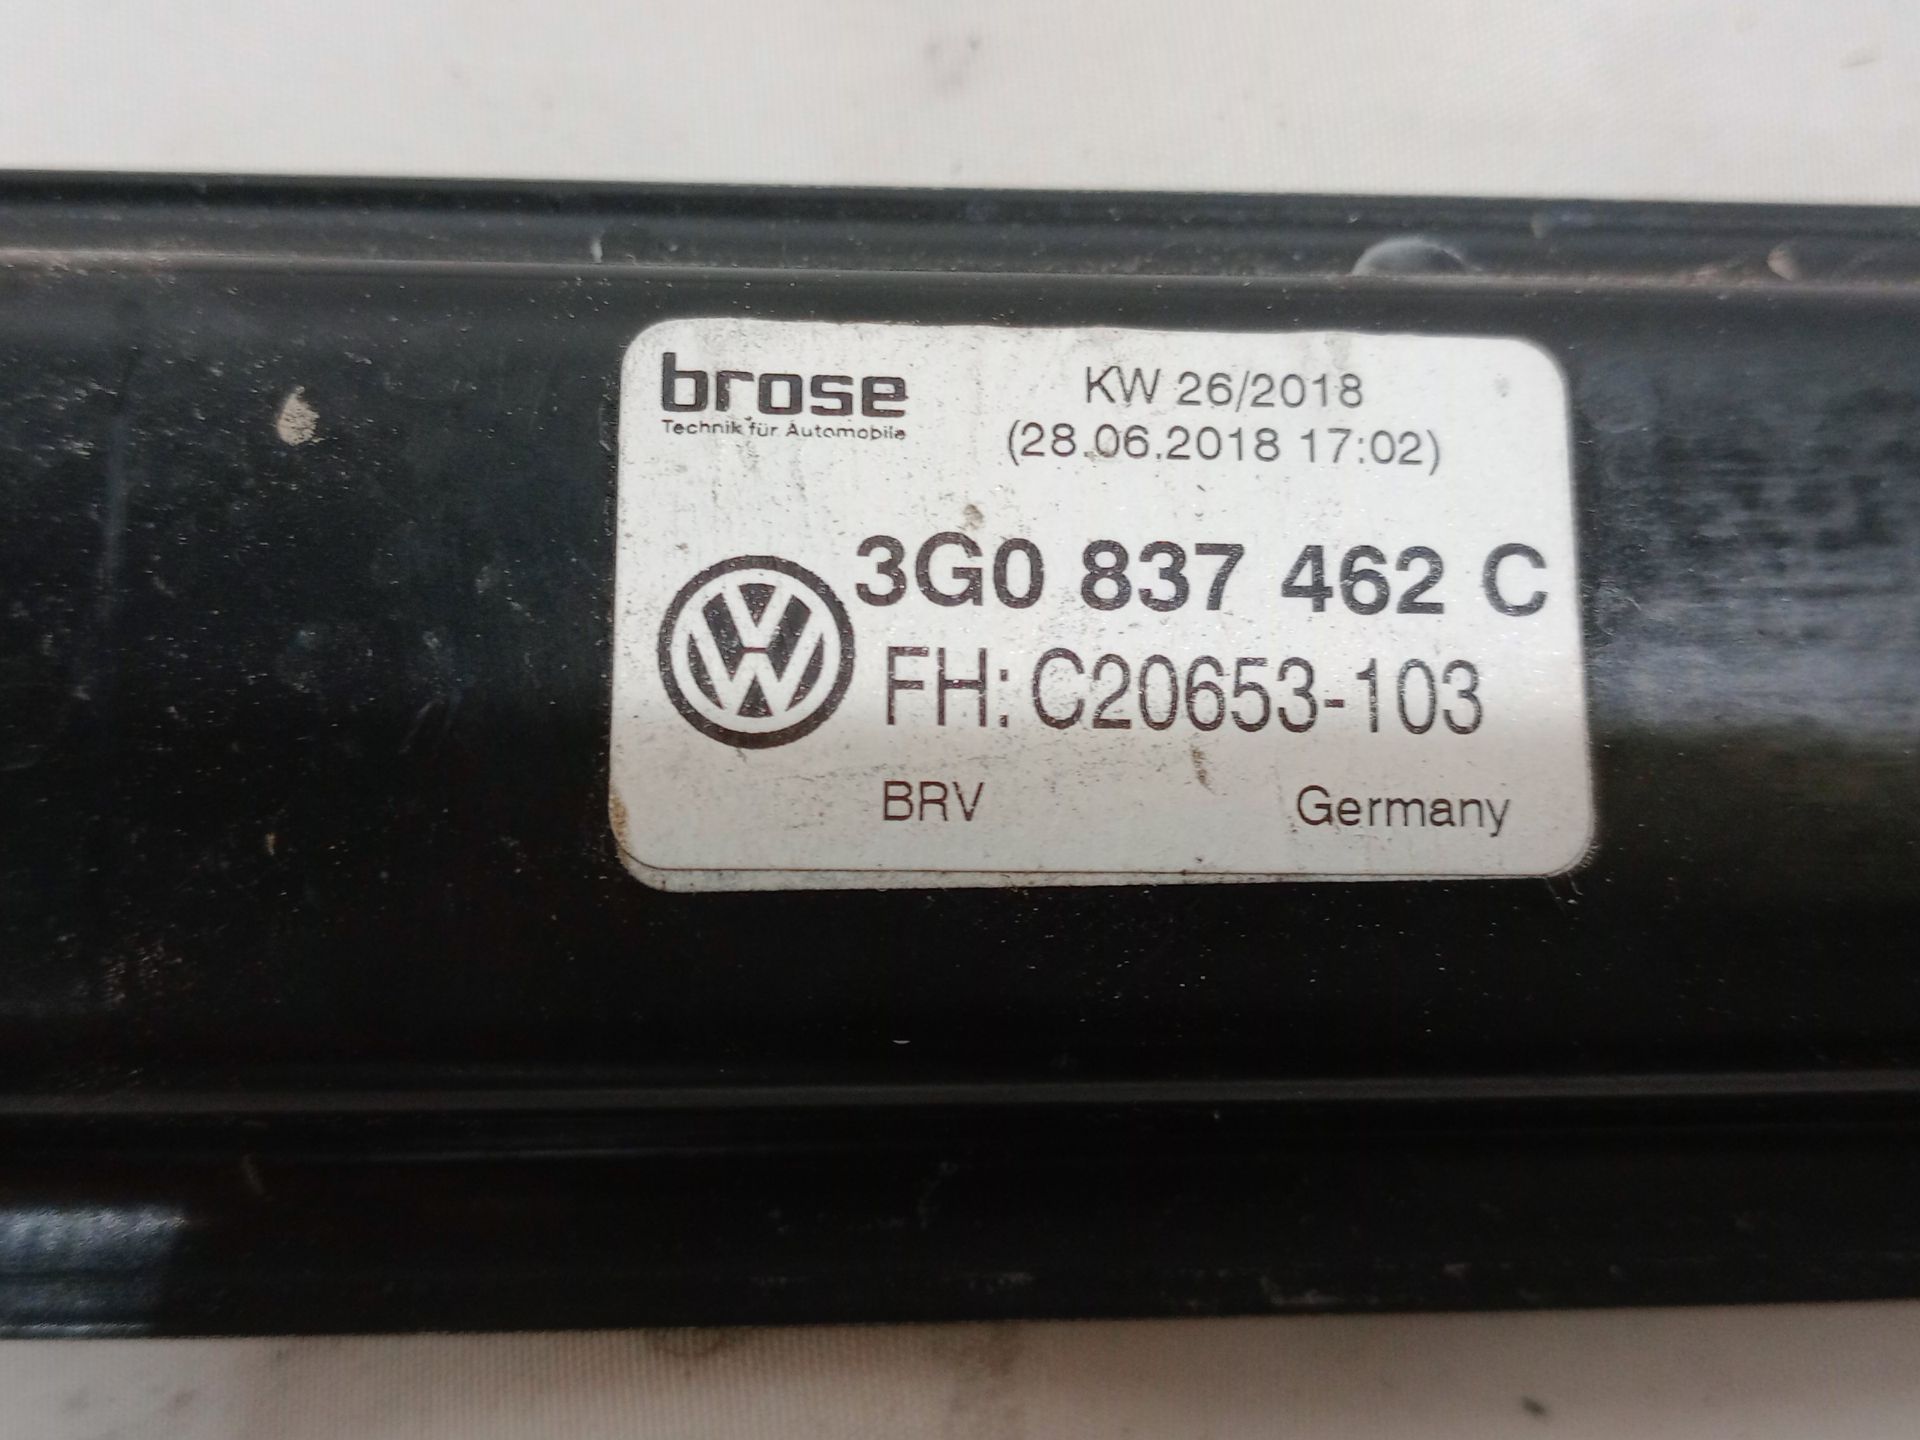 brose
Technik für Automobile
KW 26/2018
(28.06.2018 17:02)
3G0 837 462 C
FH: C20653-103
BRV Germany